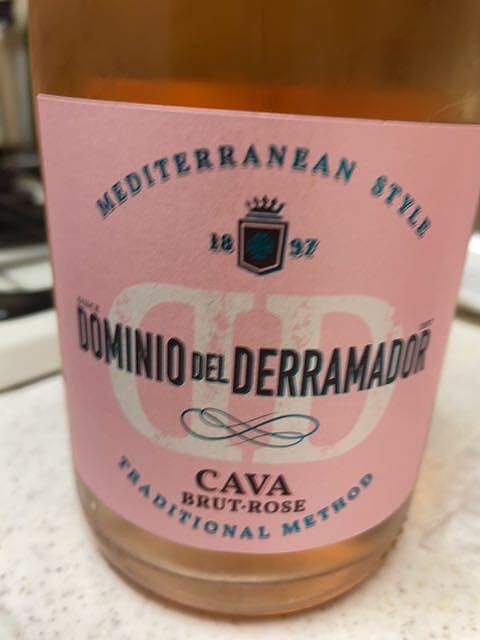 MEDITERRANEAN STYLE
18 97
DOMINIO DEL DERRAMADOR
CAVA
BRUT-ROSE
TRADITIONAL METHOD